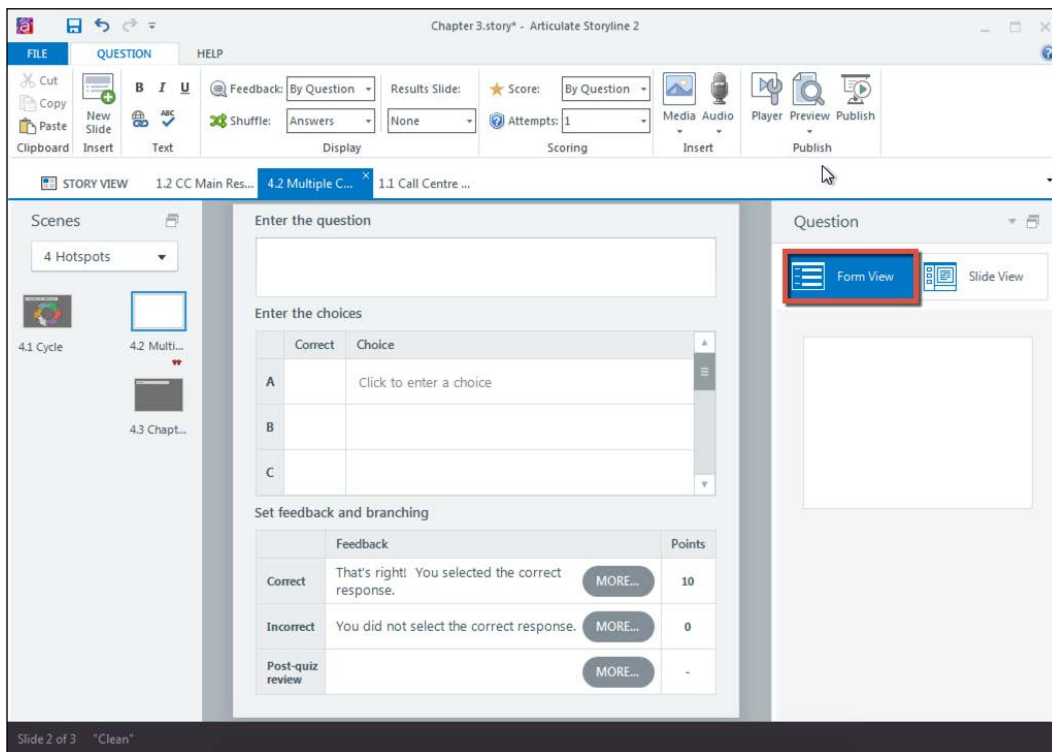 Chapter 3.story* - Articulate Storyline 2
FILE QUESTION HELP
Cut
Copy
Paste
Clipboard
New
Slide
Insert
B I U
ABC
Text
Feedback: By Question
Results Slide:
Shuffle: Answers
None
Display
Score: By Question
Attempts: 1
Scoring
Media Audio
Insert
Player Preview Publish
Publish
STORY VIEW 1.2 CC Main Res... 4.2 Multiple C... 1.1 Call Centre ...
Scenes
4 Hotspots
4.1 Cycle
4.2 Multi...
4.3 Chapt...
Enter the question
Enter the choices
Correct Choice
A Click to enter a choice
B
C
Set feedback and branching
Feedback Points
Correct That's right! You selected the correct
response. MORE... 10
Incorrect You did not select the correct response. MORE... 0
Post-quiz
review MORE... -
Question
Form View Slide View
Slide 2 of 3 "Clean"